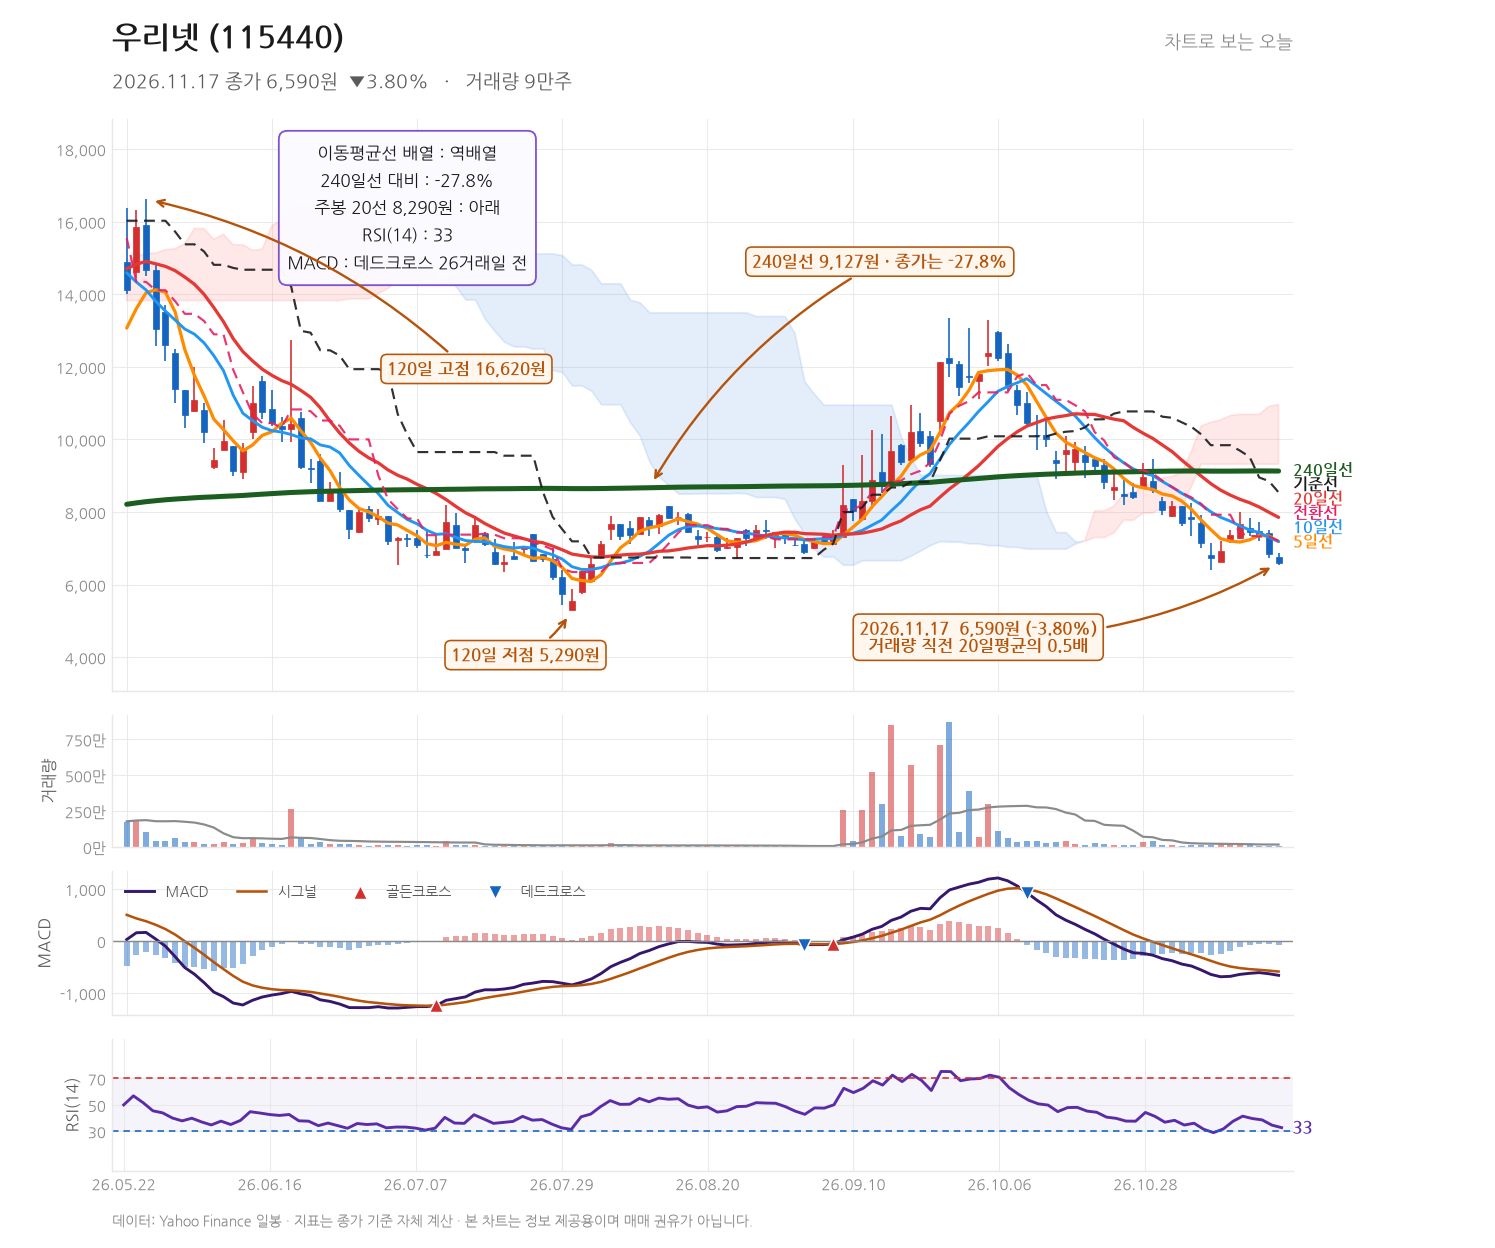 우리넷 (115440)
차트로 보는 오늘
2026.11.17 종가 6,590원 ▼3.80% · 거래량 9만주
18,000
16,000
14,000
12,000
10,000
8,000
6,000
4,000
이동평균선 배열 : 역배열
240일선 대비 : -27.8%
주봉 20선 8,290원 : 아래
RSI(14) : 33
MACD : 데드크로스 26거래일 전
240일선 9,127원 · 종가는 -27.8%
120일 고점 16,620원
120일 저점 5,290원
2026.11.17 6,590원 (-3.80%)
거래량 직전 20일평균의 0.5배
240일선
기준선
20일선
전환선
10일선
5일선
거래량
750만
500만
250만
0만
MACD
1,000
0
-1,000
MACD
시그널
골든크로스
데드크로스
RSI(14)
70
50
30
33
26.05.22
26.06.16
26.07.07
26.07.29
26.08.20
26.09.10
26.10.06
26.10.28
데이터: Yahoo Finance 일봉 · 지표는 종가 기준 자체 계산 · 본 차트는 정보 제공용이며 매매 권유가 아닙니다.